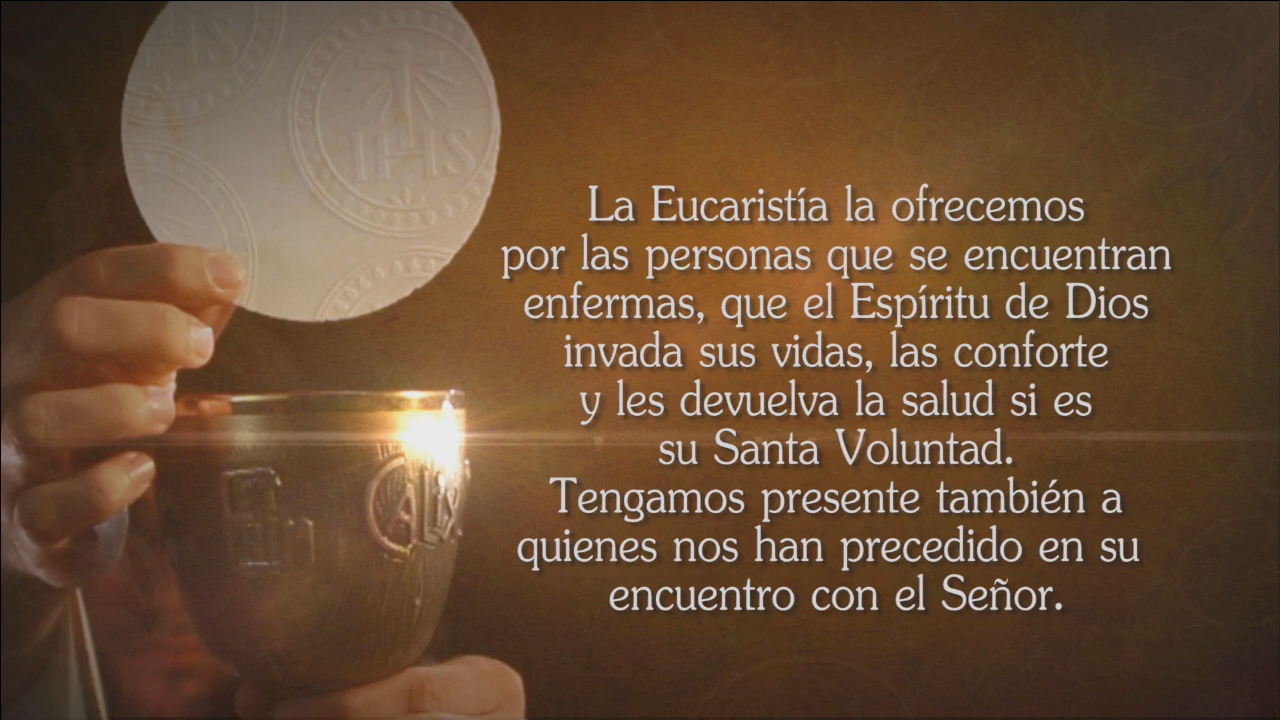 IHS
La Eucaristía la ofrecemos
por las personas que se encuentran
enfermas, que el Espíritu de Dios
invada sus vidas, las conforte
y les devuelva la salud si es
su Santa Voluntad.
Tengamos presente también a
quienes nos han precedido en su
encuentro con el Señor.